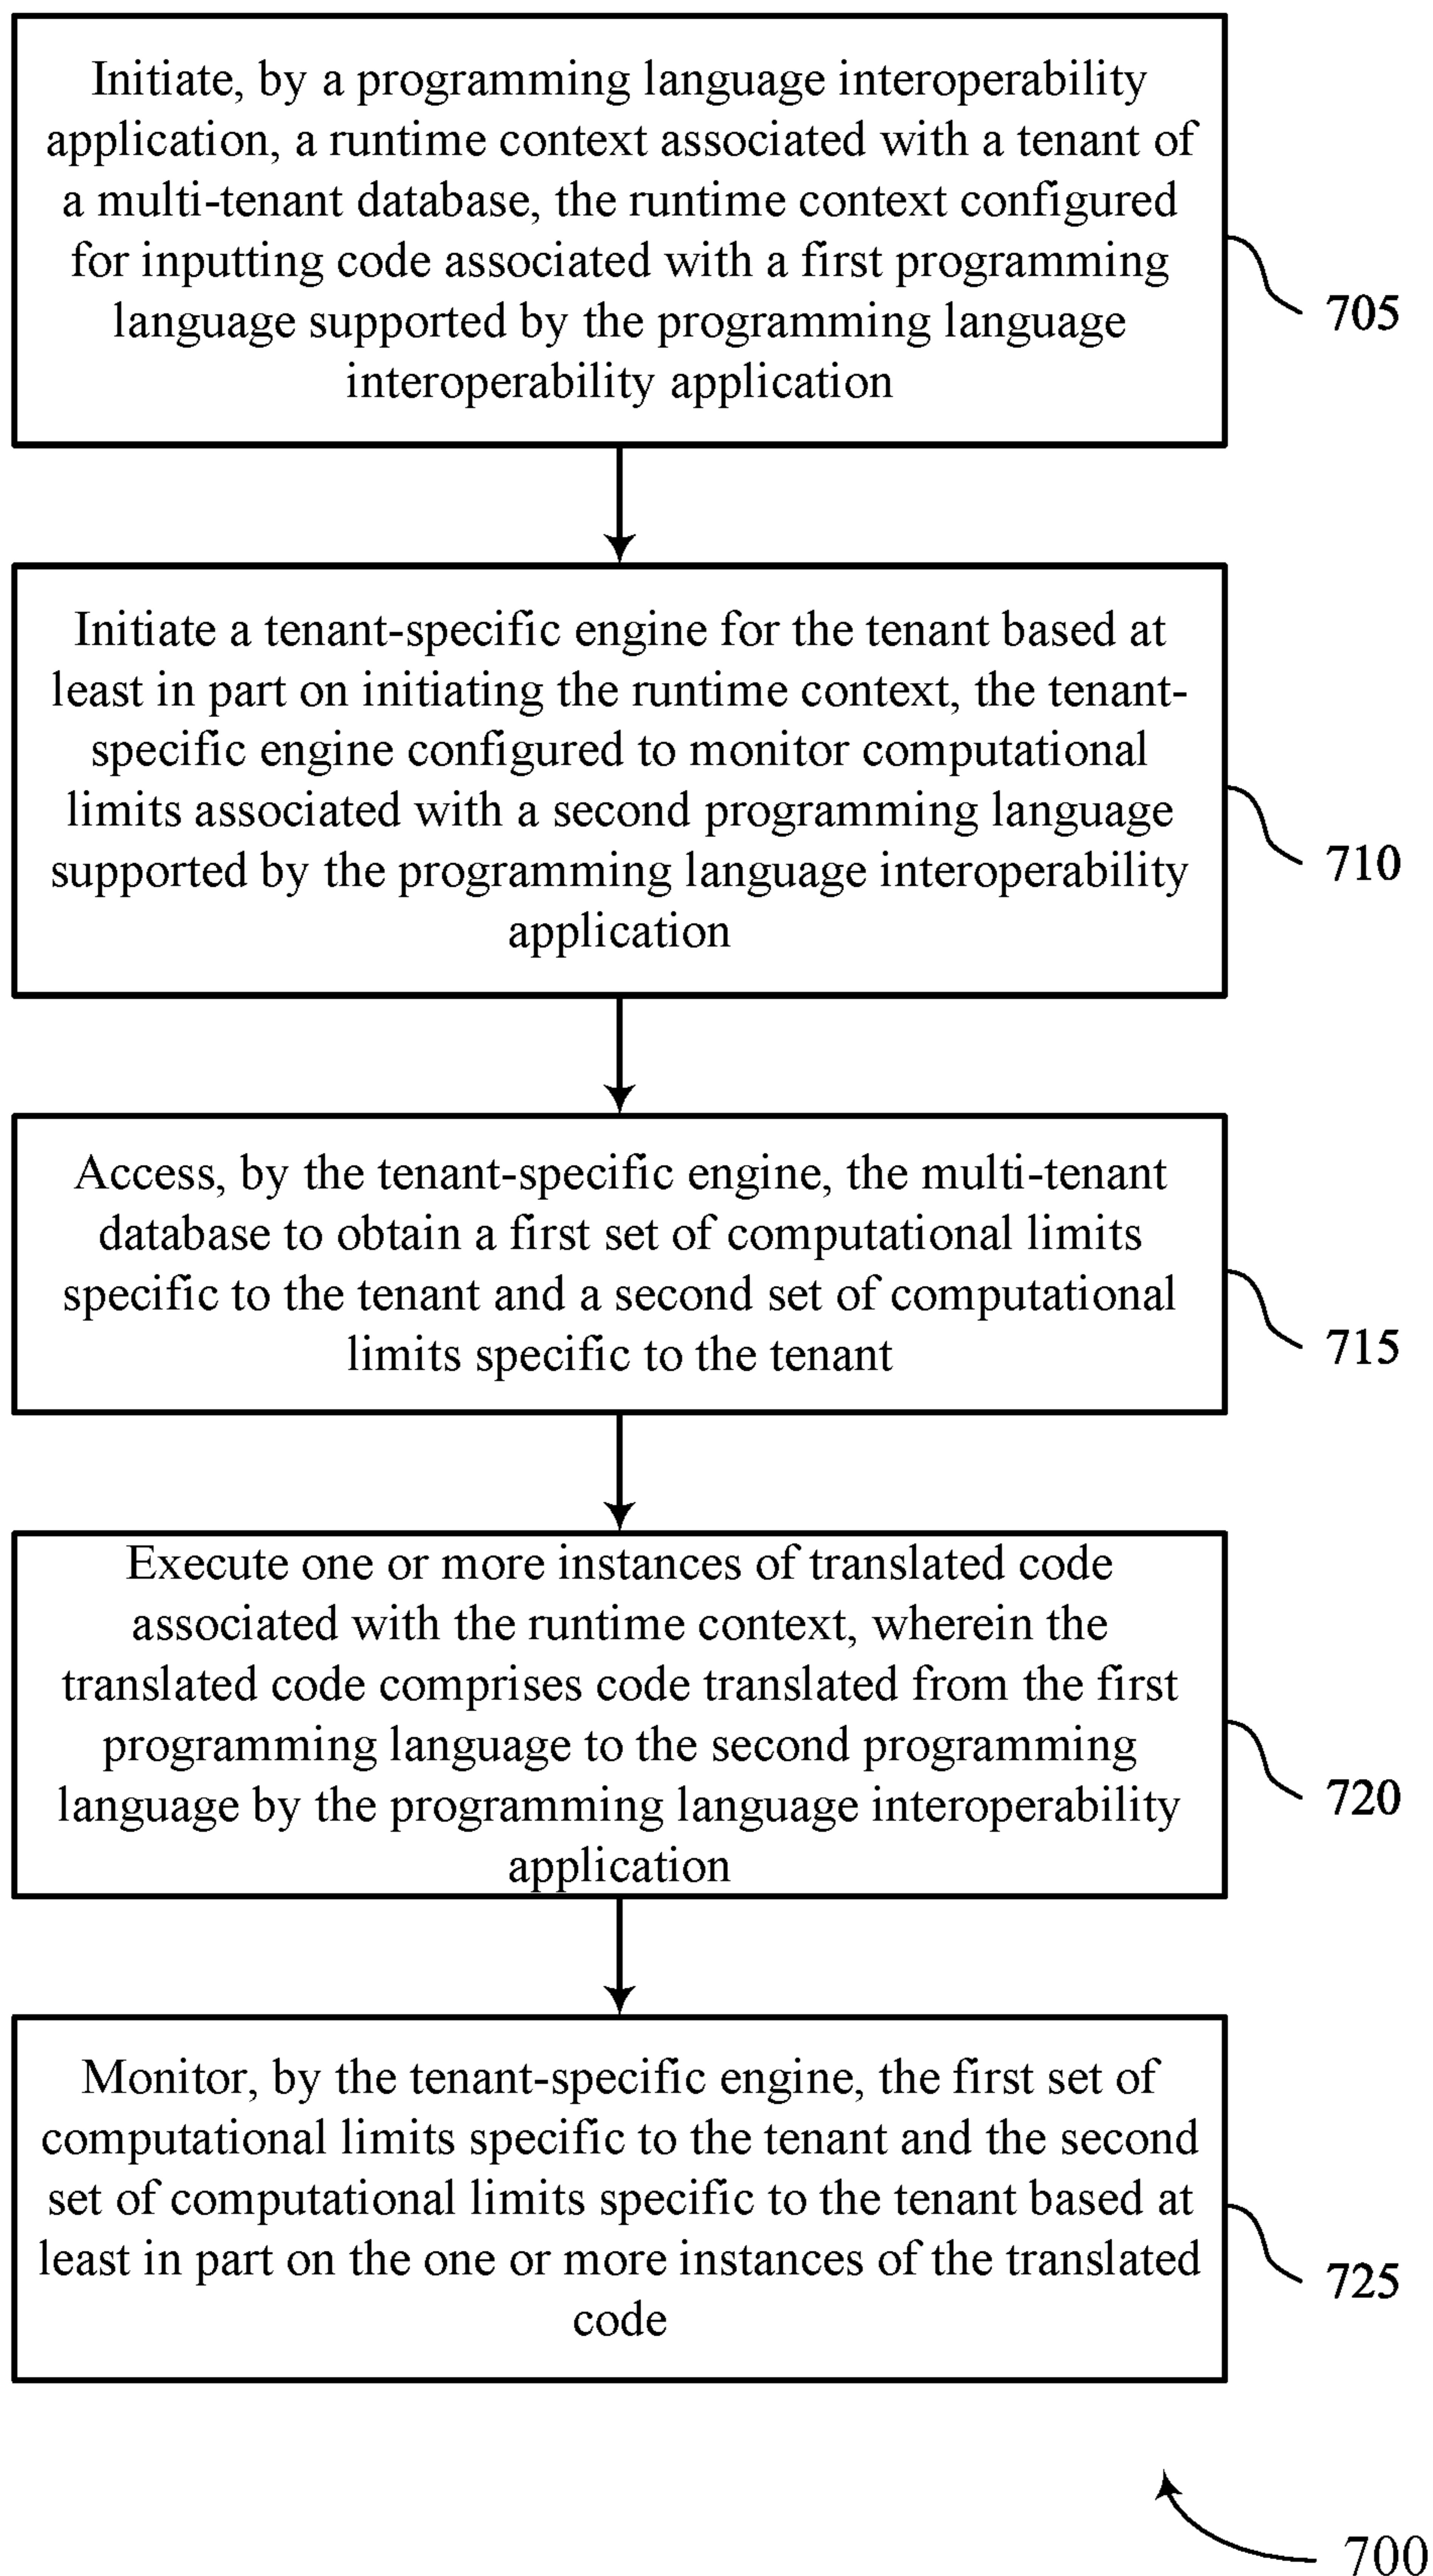 Initiate, by a programming language interoperability
application, a runtime context associated with a tenant of
a multi-tenant database, the runtime context configured
for inputting code associated with a first programming
language supported by the programming language
interoperability application
705
Initiate a tenant-specific engine for the tenant based at
least in part on initiating the runtime context, the tenant-
specific engine configured to monitor computational
limits associated with a second programming language
supported by the programming language interoperability
application
710
Access, by the tenant-specific engine, the multi-tenant
database to obtain a first set of computational limits
specific to the tenant and a second set of computational
limits specific to the tenant
715
Execute one or more instances of translated code
associated with the runtime context, wherein the
translated code comprises code translated from the first
programming language to the second programming
language by the programming language interoperability
application
720
Monitor, by the tenant-specific engine, the first set of
computational limits specific to the tenant and the second
set of computational limits specific to the tenant based at
least in part on the one or more instances of the translated
code
725
700